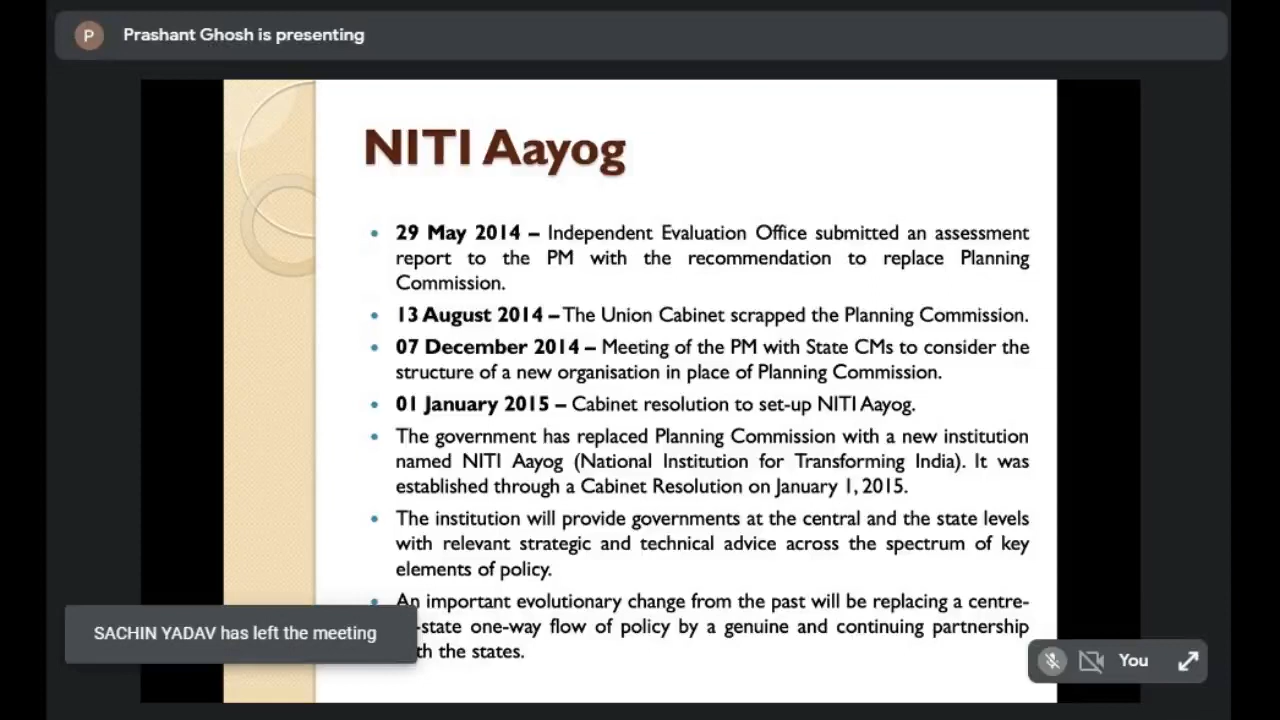 P
Prashant Ghosh is presenting
NITI Aayog
• 29 May 2014 – Independent Evaluation Office submitted an assessment
report to the PM with the recommendation to replace Planning
Commission.
• 13 August 2014 – The Union Cabinet scrapped the Planning Commission.
• 07 December 2014 – Meeting of the PM with State CMs to consider the
structure of a new organisation in place of Planning Commission.
• 01 January 2015 – Cabinet resolution to set-up NITI Aayog.
• The government has replaced Planning Commission with a new institution
named NITI Aayog (National Institution for Transforming India). It was
established through a Cabinet Resolution on January 1, 2015.
• The institution will provide governments at the central and the state levels
with relevant strategic and technical advice across the spectrum of key
elements of policy.
• An important evolutionary change from the past will be replacing a centre-
-state one-way flow of policy by a genuine and continuing partnership
the states.
SACHIN YADAV has left the meeting
You